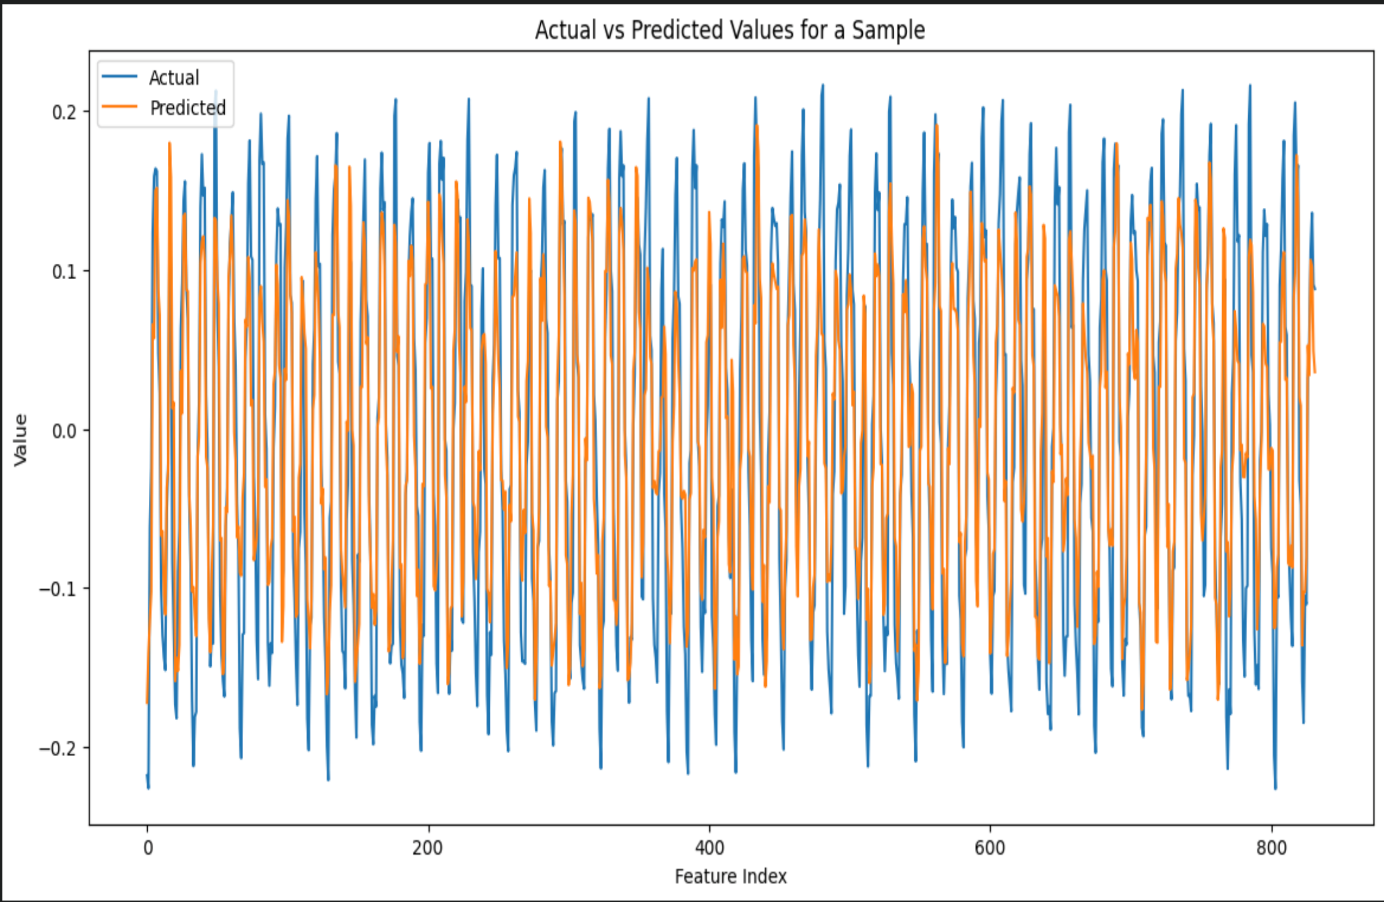 Actual vs Predicted Values for a Sample
Actual
Predicted
0.2
0.1
0.0
−0.1
−0.2
Value
0 200 400 600 800
Feature Index